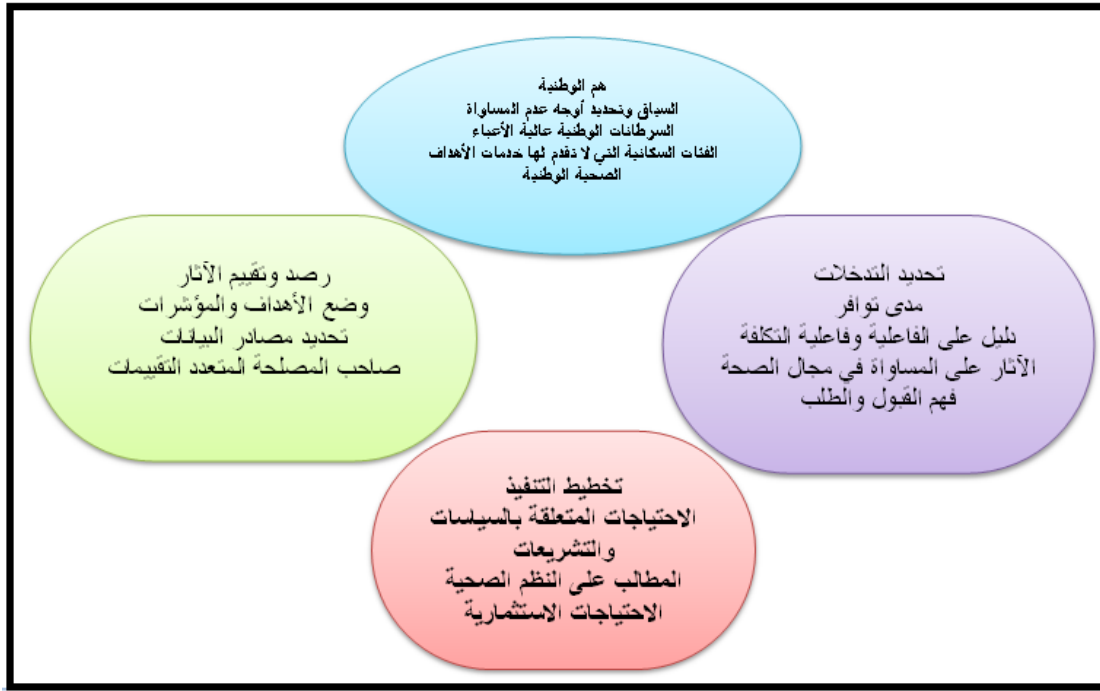 هم الوطنية
السياق وتحديد أوجه عدم المساواة
السرطانات الوطنية عالية الأعباء
الفئات السكانية التي لا تقدم لها خدمات الأهداف
الصحية الوطنية
تحديد التدخلات
مدى توافر
دليل على الفاعلية وفاعلية التكلفة
الآثار على المساواة في مجال الصحة
فهم القبول والطلب
تخطيط التنفيذ
الاحتياجات المتعلقة بالسياسات
والتشريعات
المطالب على النظم الصحية
الاحتياجات الاستثمارية
رصد وتقييم الآثار
وضع الأهداف والمؤشرات
تحديد مصادر البيانات
صاحب المصلحة المتعدد التقييمات